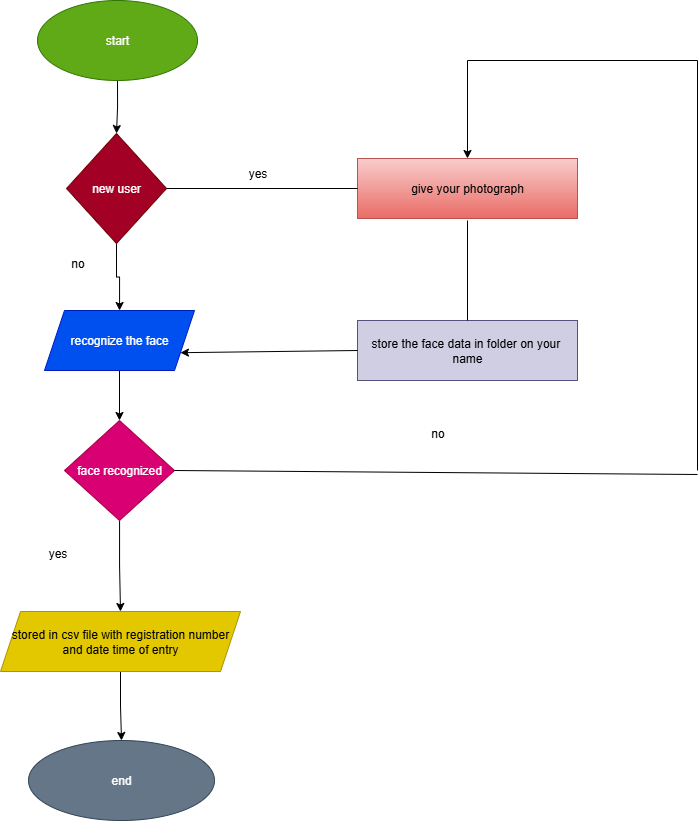 start
new user
yes
give your photograph
no
recognize the face
store the face data in folder on your
name
no
face recognized
yes
stored in csv file with registration number
and date time of entry
end